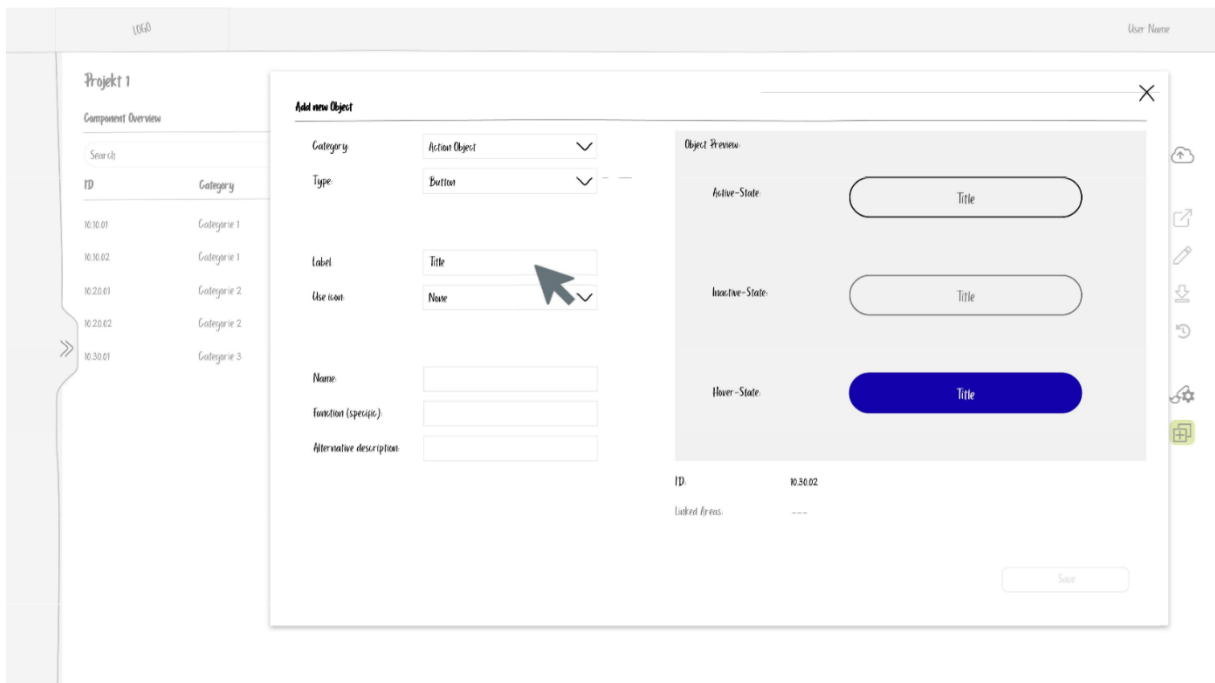 LOGO
User Name
Projekt 1
Component Overview
Search
ID Category
10.10.01 Categorie 1
10.10.02 Categorie 1
10.20.01 Categorie 2
10.20.02 Categorie 2
10.30.01 Categorie 3
Add new Object
Category: Action Object
Type: Button
Label Title
Use icon: None
Name:
Function (specific):
Alternative description:
Object Preview:
Active-State: Title
Inactive-State: Title
Hover-State: Title
ID: 10.30.02
Linked Areas: ---
Save